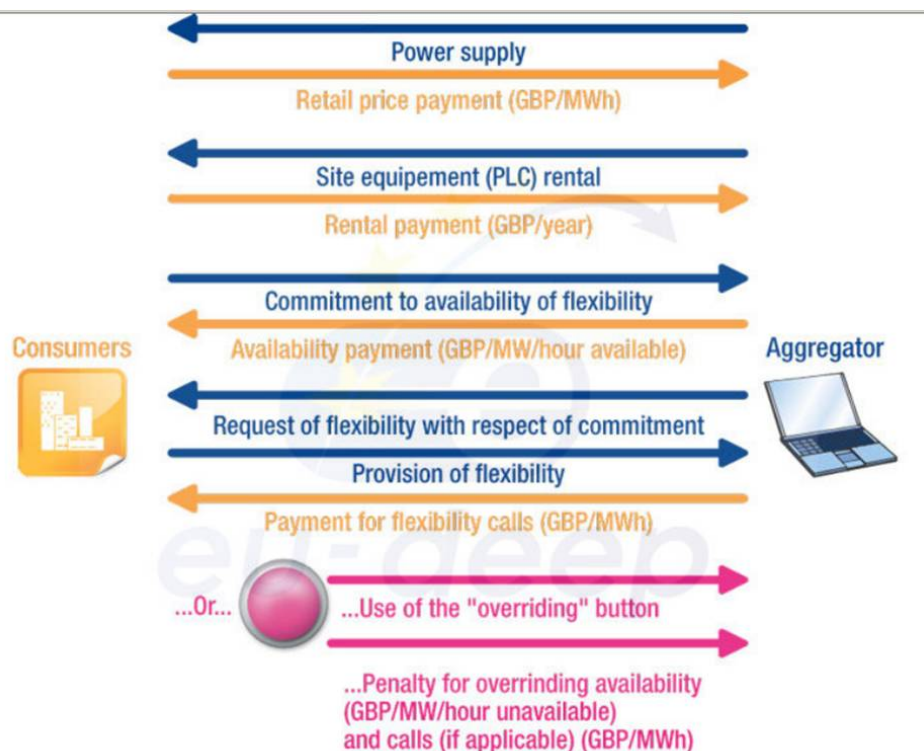 Power supply
Retail price payment (GBP/MWh)
Site equipement (PLC) rental
Rental payment (GBP/year)
Commitment to availability of flexibility
Consumers
Availability payment (GBP/MW/hour available)
Aggregator
Request of flexibility with respect of commitment
Provision of flexibility
Payment for flexibility calls (GBP/MWh)
eu-deep
...Or...
...Use of the "overriding" button
...Penalty for overrinding availability
(GBP/MW/hour unavailable)
and calls (if applicable) (GBP/MWh)